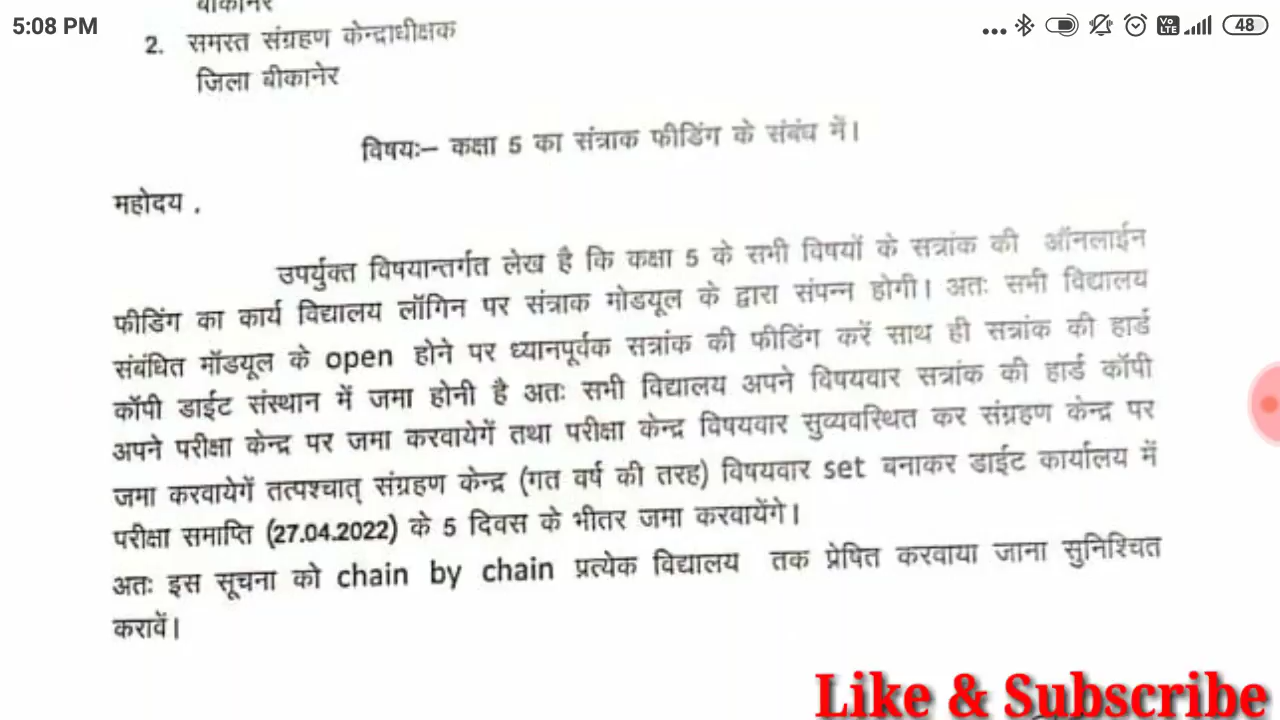 5:08 PM
48
बीकानेर
2. समस्त संग्रहण केन्द्राधीक्षक
जिला बीकानेर
विषयः– कक्षा 5 का संत्राक फीडिंग के संबंध में।
महोदय .
उपर्युक्त विषयान्तर्गत लेख है कि कक्षा 5 के सभी विषयों के सत्रांक की ऑनलाईन
फीडिंग का कार्य विद्यालय लॉगिन पर संत्राक मोडयूल के द्वारा संपन्न होगी। अतः सभी विद्यालय
संबंधित मॉडयूल के open होने पर ध्यानपूर्वक सत्रांक की फीडिंग करें साथ ही सत्रांक की हार्ड
कॉपी डाईट संस्थान में जमा होनी है अतः सभी विद्यालय अपने विषयवार सत्रांक की हार्ड कॉपी
अपने परीक्षा केन्द्र पर जमा करवायेगें तथा परीक्षा केन्द्र विषयवार सुव्यवस्थित कर संग्रहण केन्द्र पर
जमा करवायेगें तत्पश्चात् संग्रहण केन्द्र (गत वर्ष की तरह) विषयवार set बनाकर डाईट कार्यालय में
परीक्षा समाप्ति (27.04.2022) के 5 दिवस के भीतर जमा करवायेंगे।
अतः इस सूचना को chain by chain प्रत्येक विद्यालय तक प्रेषित करवाया जाना सुनिश्चित
करावें।
Like & Subscribe